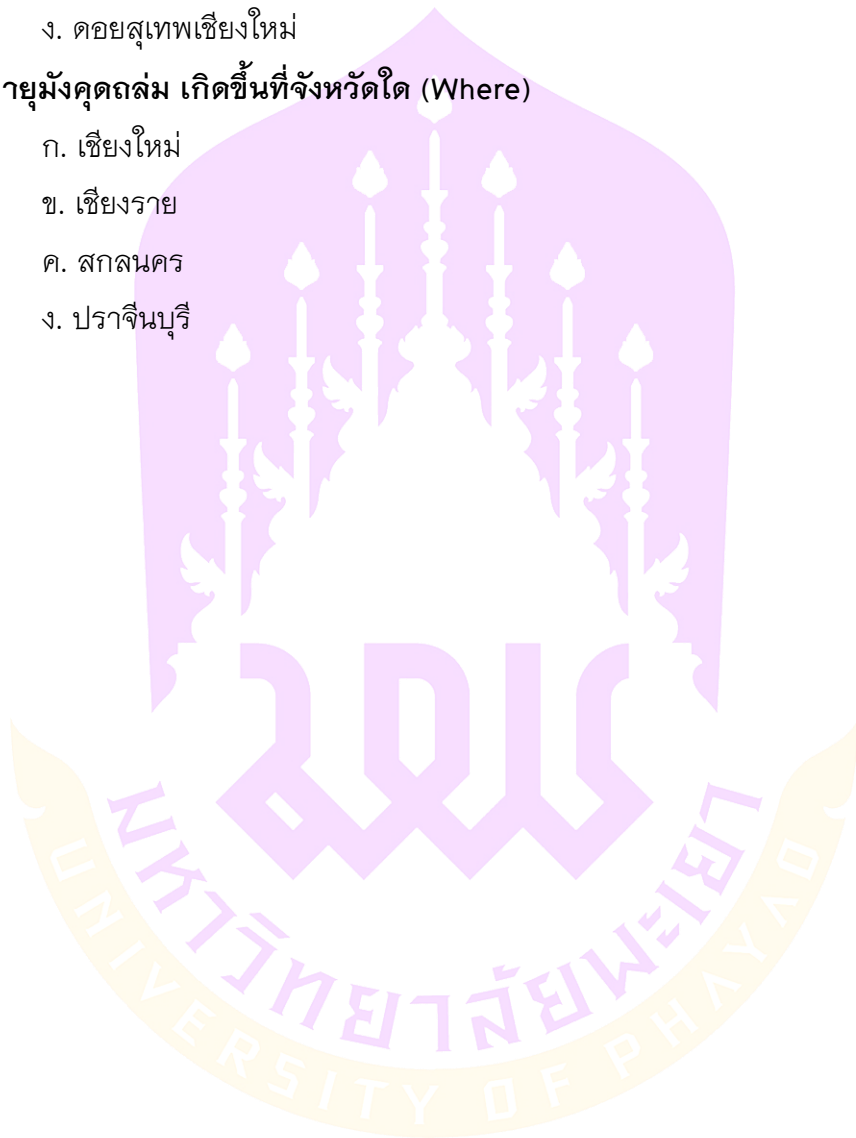 ง. ดอยสุเทพเชียงใหม่
ายุมังคุดถล่ม เกิดขึ้นที่จังหวัดใด (Where)
ก. เชียงใหม่
ข. เชียงราย
ค. สกลนคร
ง. ปราจีนบุรี
มหาวิทยาลัยพะเยา
UNIVERSITY OF PHAYAO